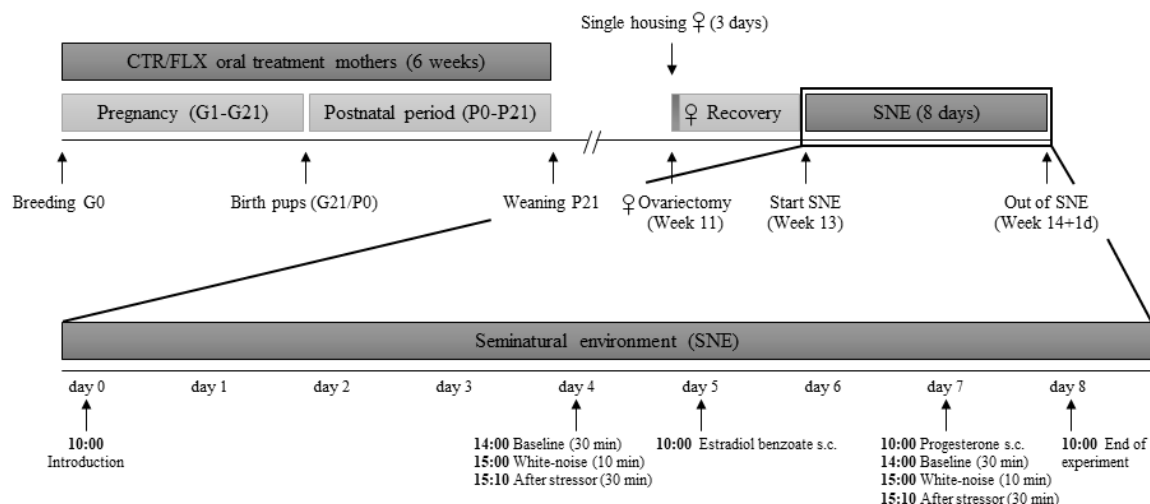 Single housing ♀ (3 days)
CTR/FLX oral treatment mothers (6 weeks)
Pregnancy (G1-G21)
Postnatal period (P0-P21)
♀ Recovery
SNE (8 days)
//
Breeding G0
Birth pups (G21/P0)
Weaning P21
♀ Ovariectomy
(Week 11)
Start SNE
(Week 13)
Out of SNE
(Week 14+1d)
Seminatural environment (SNE)
day 0
day 1
day 2
day 3
day 4
day 5
day 6
day 7
day 8
10:00
Introduction
14:00 Baseline (30 min)
15:00 White-noise (10 min)
15:10 After stressor (30 min)
10:00 Estradiol benzoate s.c.
10:00 Progesterone s.c.
14:00 Baseline (30 min)
15:00 White-noise (10 min)
15:10 After stressor (30 min)
10:00 End of
experiment